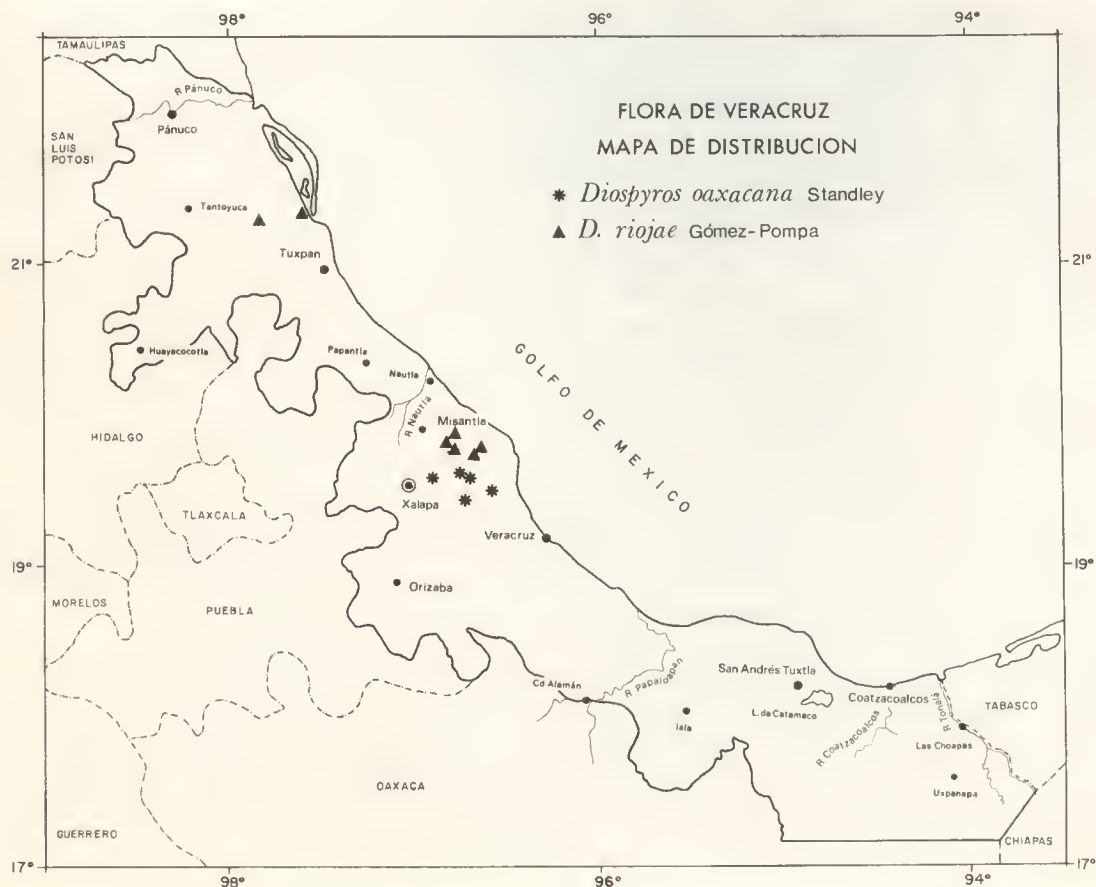 98°
96°
94°
TAMAULIPAS
R Pánuco
Pánuco
SAN
LUIS
POTOSI
FLORA DE VERACRUZ
MAPA DE DISTRIBUCION
Diospyros oaxacana Standley
D. riojae Gómez-Pompa
Tantoyuca
Tuxpan
21°
21°
Huayacocotla
Papantla
Nautla
R Nautla
GOLFO DE MEXICO
Misantla
HIDALGO
Xalapa
TLAXCALA
Veracruz
19°
19°
Orizaba
MORELOS
PUEBLA
San Andrés Tuxtla
Cd Alamán
R Papaloapan
L. de Catamaco
Coatzacoalcos
R Tonalá
TABASCO
Isla
R Coatzacoalcos
Las Choapas
Uxpanapa
OAXACA
GUERRERO
CHIAPAS
17°
17°
98°
96°
94°